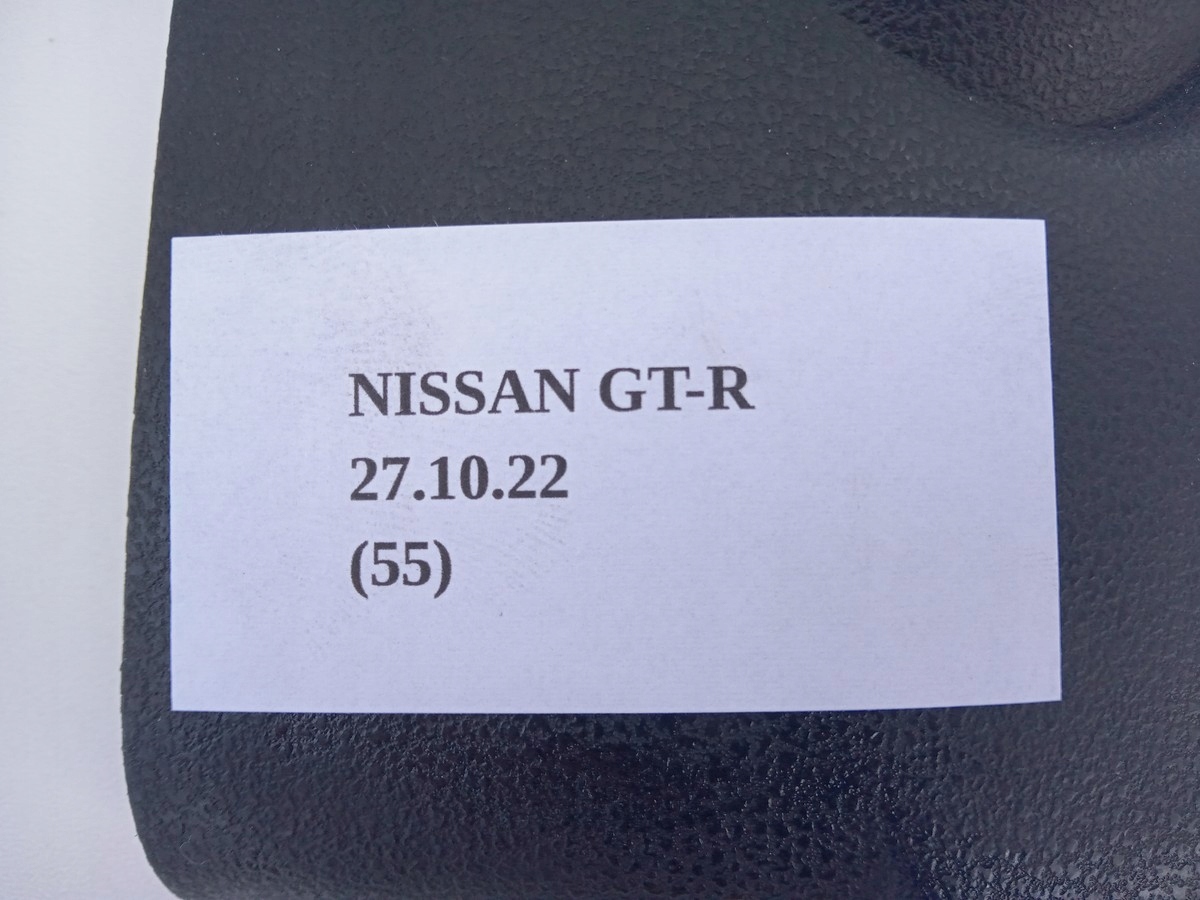 NISSAN GT-R
27.10.22
(55)